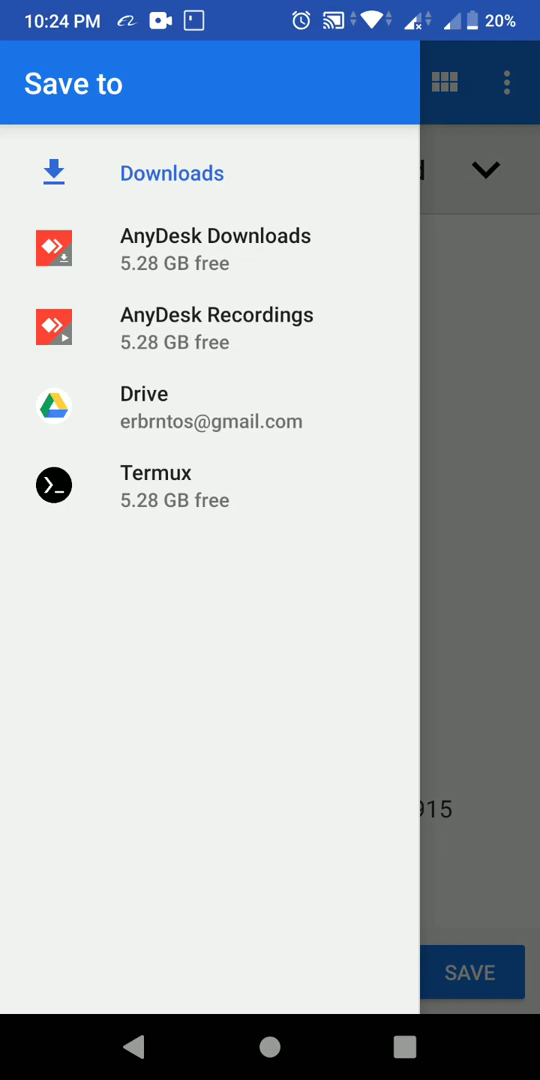 10:24 PM
20%
Save to
Downloads
AnyDesk Downloads
5.28 GB free
AnyDesk Recordings
5.28 GB free
Drive
erbrntos@gmail.com
Termux
5.28 GB free
915
SAVE